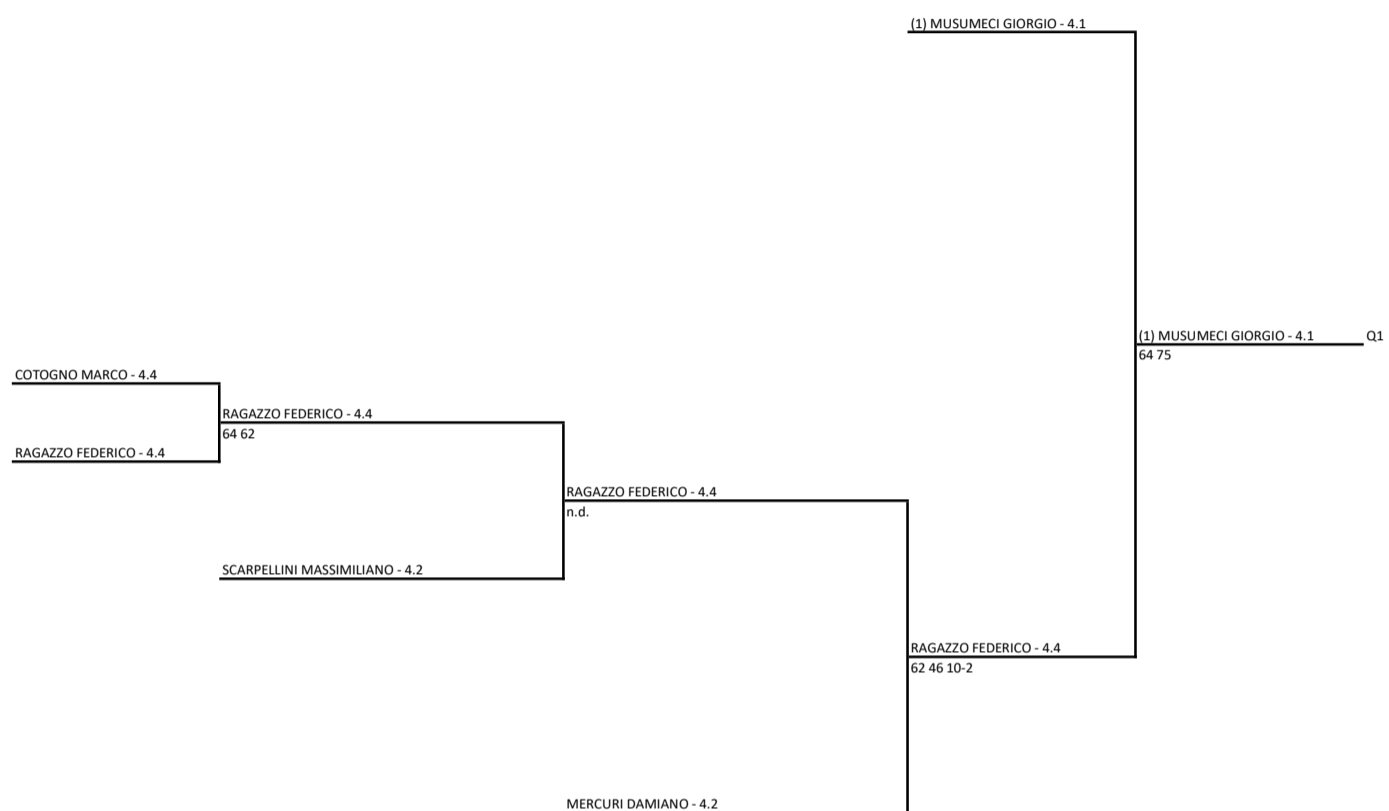 (1) MUSUMECI GIORGIO - 4.1
(1) MUSUMECI GIORGIO - 4.1 Q1
64 75
COTOGNO MARCO - 4.4
RAGAZZO FEDERICO - 4.4
64 62
RAGAZZO FEDERICO - 4.4
RAGAZZO FEDERICO - 4.4
n.d.
SCARPELLINI MASSIMILIANO - 4.2
RAGAZZO FEDERICO - 4.4
62 46 10-2
MERCURI DAMIANO - 4.2